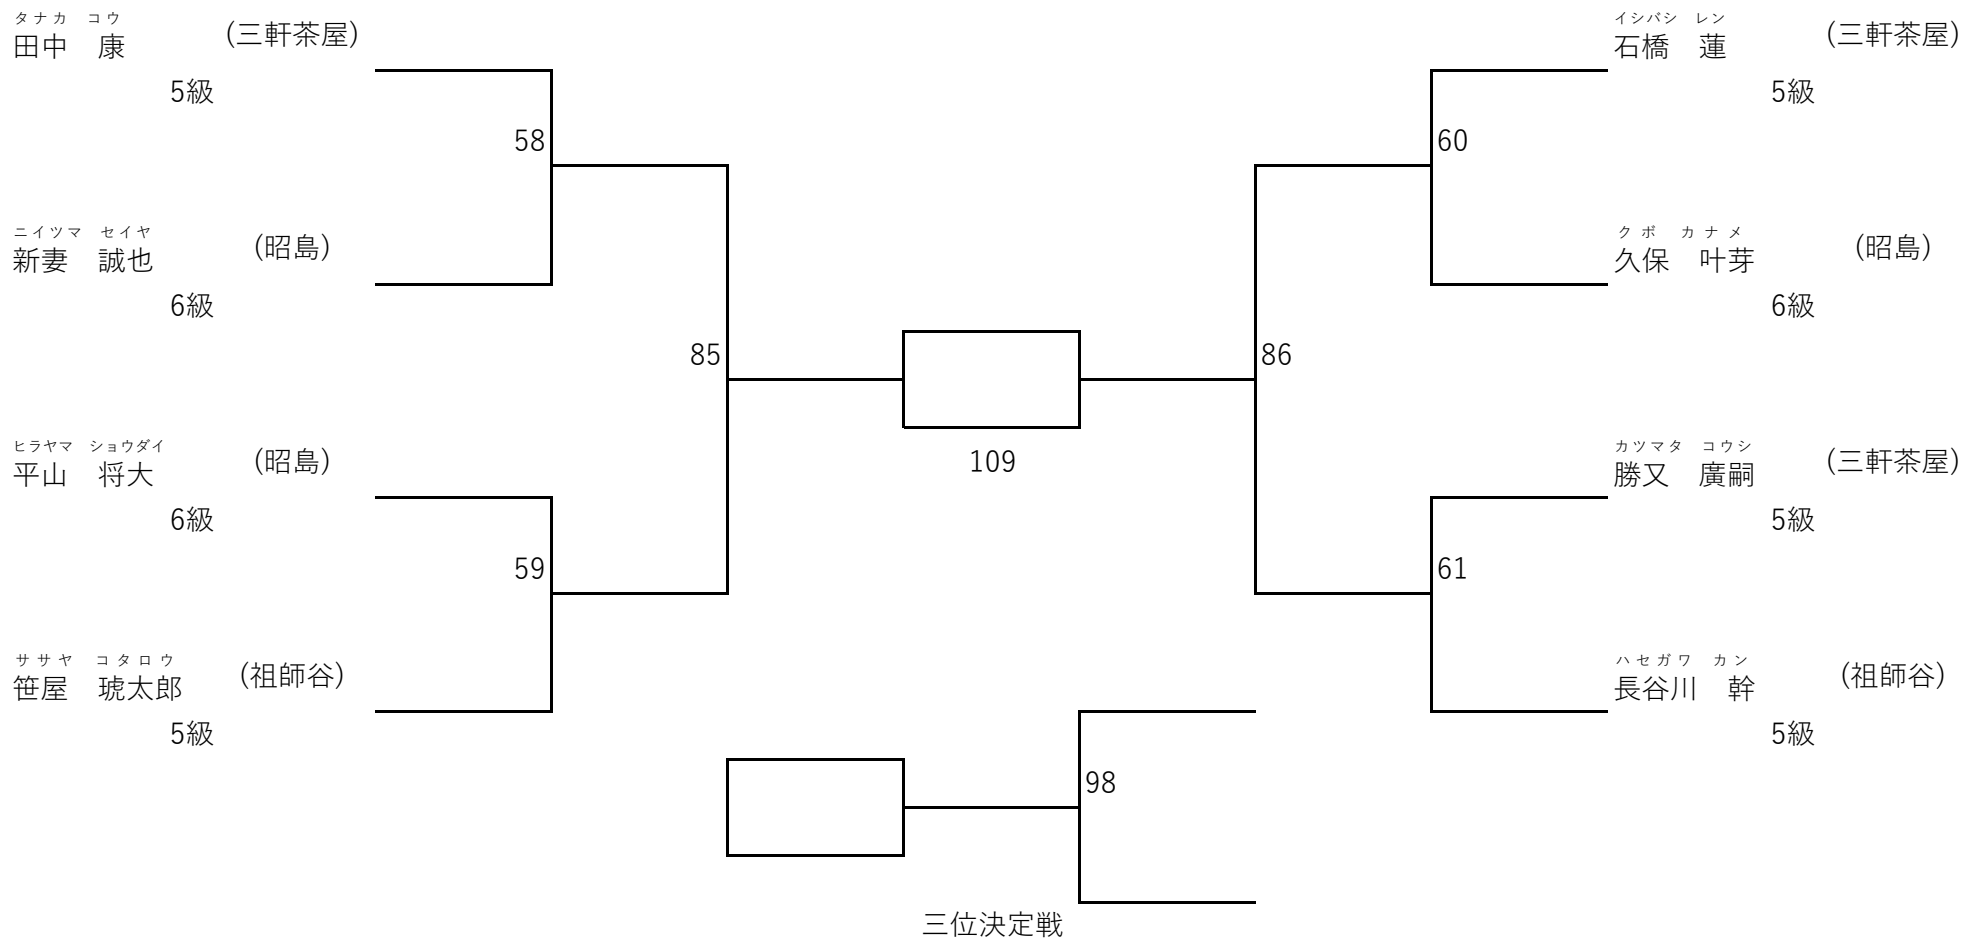 タナカ　コウ
田中　康
(三軒茶屋)
5級
58
ニイツマ　セイヤ
新妻　誠也
(昭島)
6級
85
ヒラヤマ　ショウダイ
平山　将大
(昭島)
6級
59
ササヤ　コタロウ
笹屋　琥太郎
(祖師谷)
5級
109
イシバシ　レン
石橋　蓮
(三軒茶屋)
5級
60
クボ　カナメ
久保　叶芽
(昭島)
6級
86
カツマタ　コウシ
勝又　廣嗣
(三軒茶屋)
5級
61
ハセガワ　カン
長谷川　幹
(祖師谷)
5級
98
三位決定戦